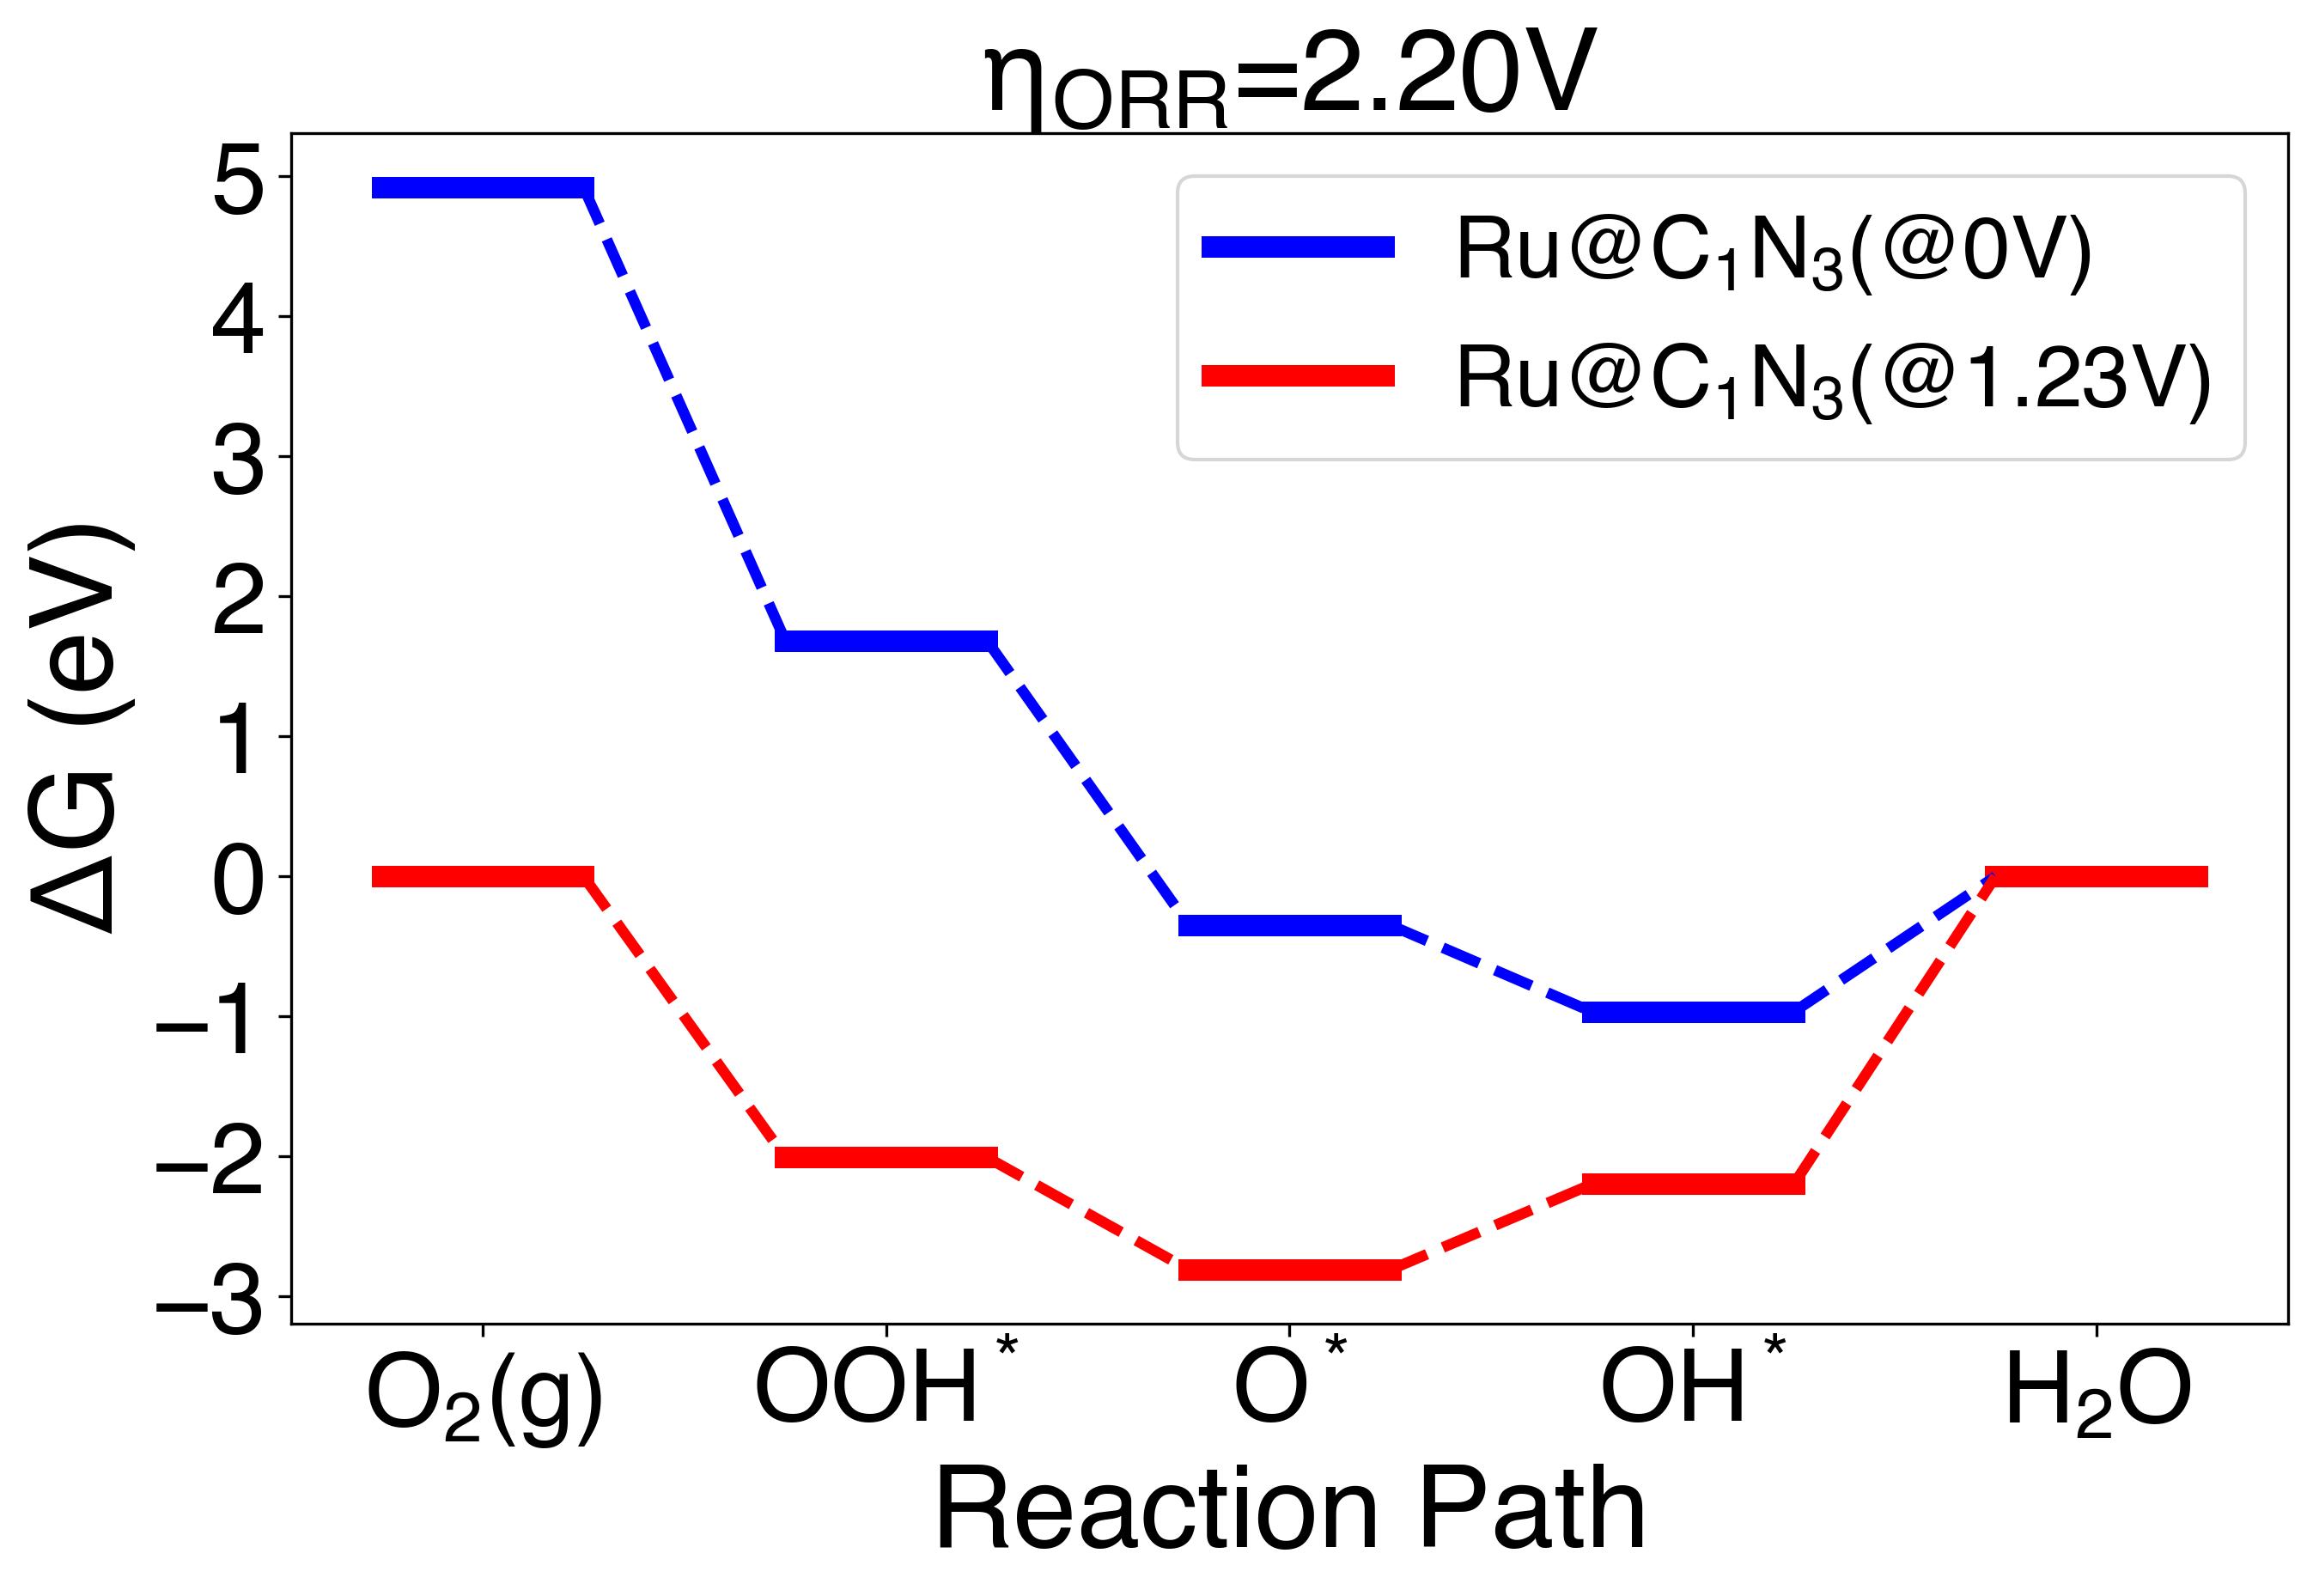 η_ORR=2.20V
Ru@C₁N₃(@0V)
Ru@C₁N₃(@1.23V)
ΔG (eV)
5
4
3
2
1
0
−1
−2
−3
O₂(g) OOH* O* OH* H₂O
Reaction Path